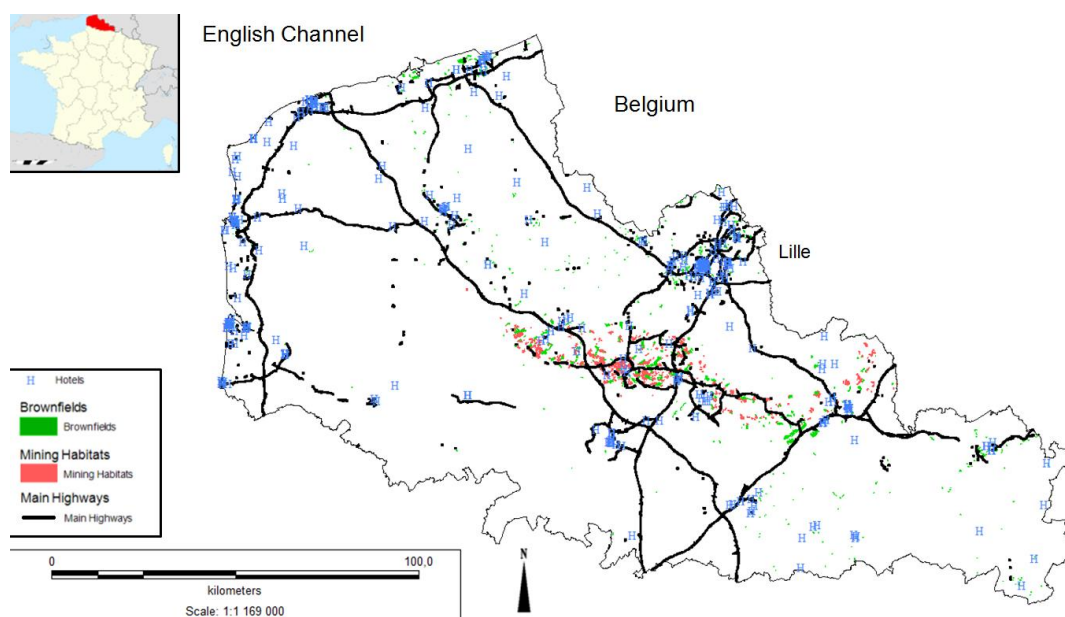 English Channel
Belgium
Lille
H Hotels
Brownfields
Brownfields
Mining Habitats
Mining Habitats
Main Highways
Main Highways
0 100,0
kilometers
Scale: 1:1 169 000
N